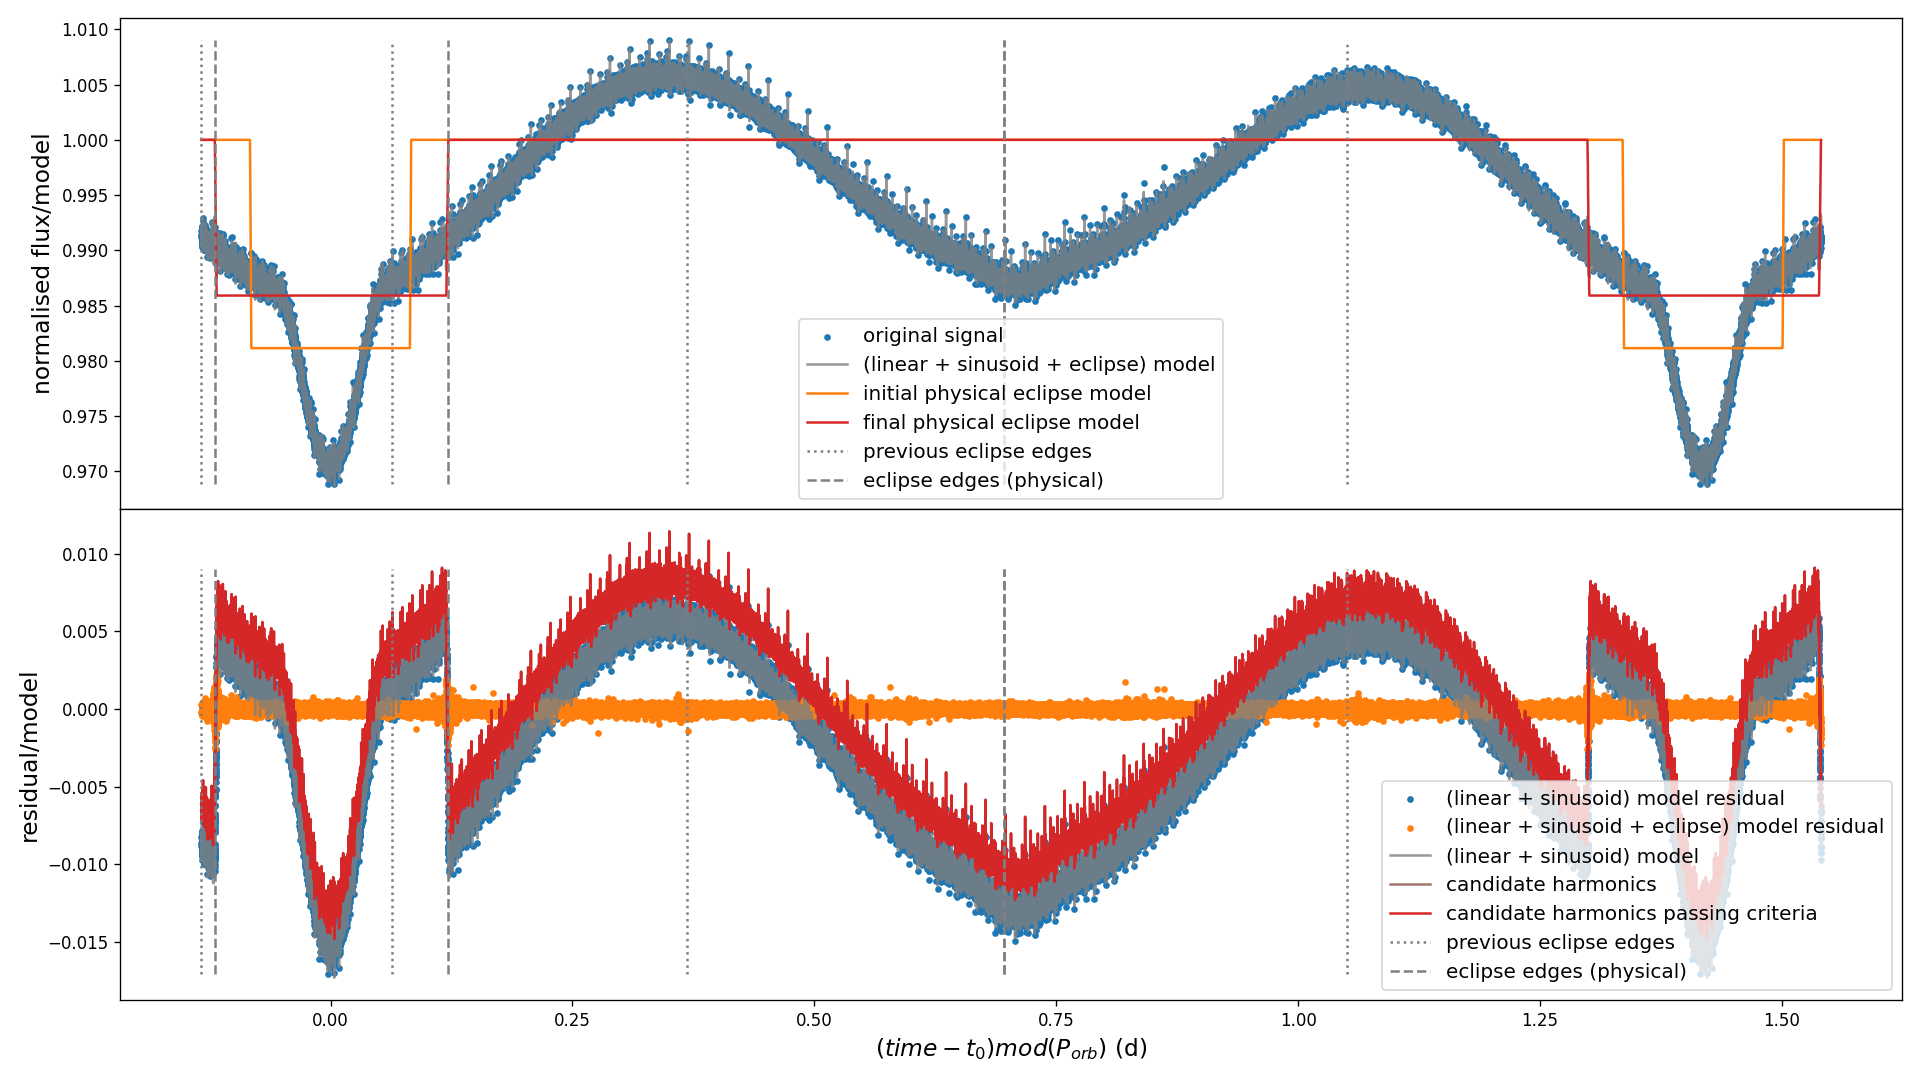 normalised flux/model
1.010
1.005
1.000
0.995
0.990
0.985
0.980
0.975
0.970
original signal
(linear + sinusoid + eclipse) model
initial physical eclipse model
final physical eclipse model
previous eclipse edges
eclipse edges (physical)
residual/model
0.010
0.005
0.000
−0.005
−0.010
−0.015
(linear + sinusoid) model residual
(linear + sinusoid + eclipse) model residual
(linear + sinusoid) model
candidate harmonics
candidate harmonics passing criteria
previous eclipse edges
eclipse edges (physical)
0.00 0.25 0.50 0.75 1.00 1.25 1.50
(time − t₀)mod(P_{orb}) (d)